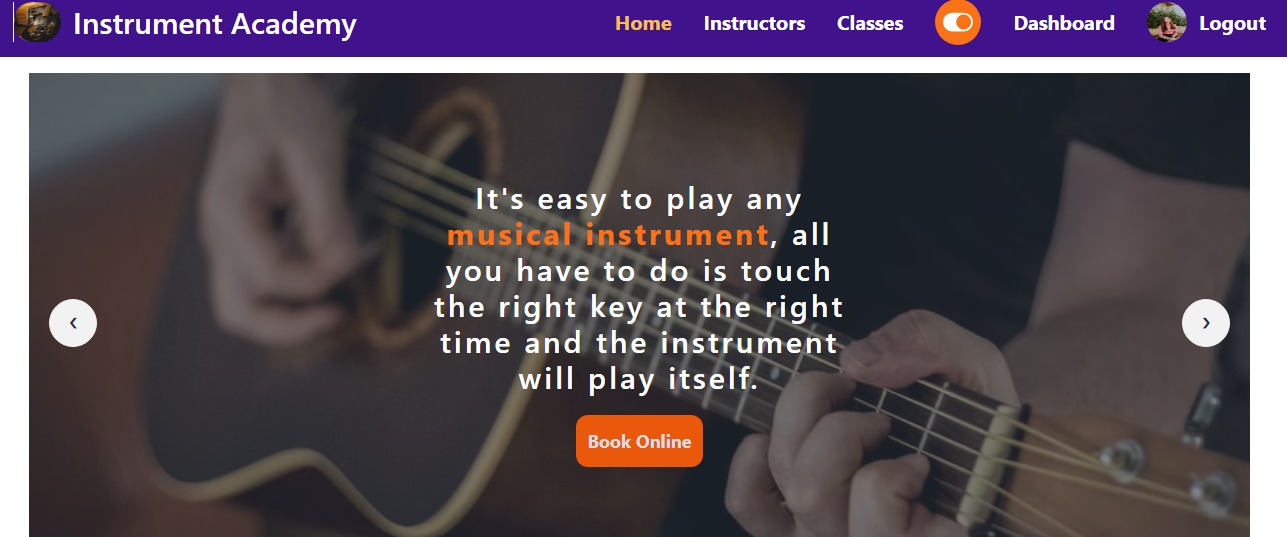 Instrument Academy
Home Instructors Classes Dashboard Logout
It's easy to play any
musical instrument, all
you have to do is touch
the right key at the right
time and the instrument
will play itself.
‹ ›
Book Online